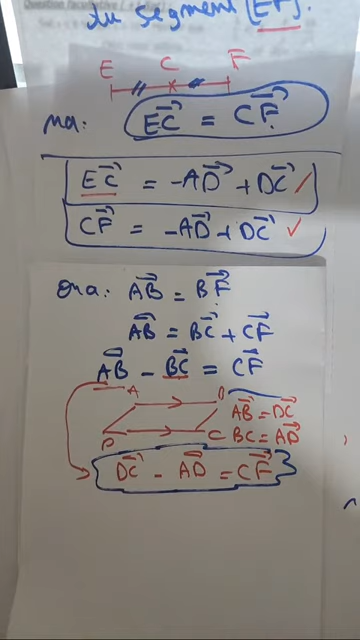 du segment [EF].
E C F
ma: EC = CF
EC = -AD + DC ✓
CF = -AD + DC ✓
On a: AB = BF
AB = BC + CF
AB - BC = CF
A B
D C
AB = DC
BC = AD
DC - AD = CF